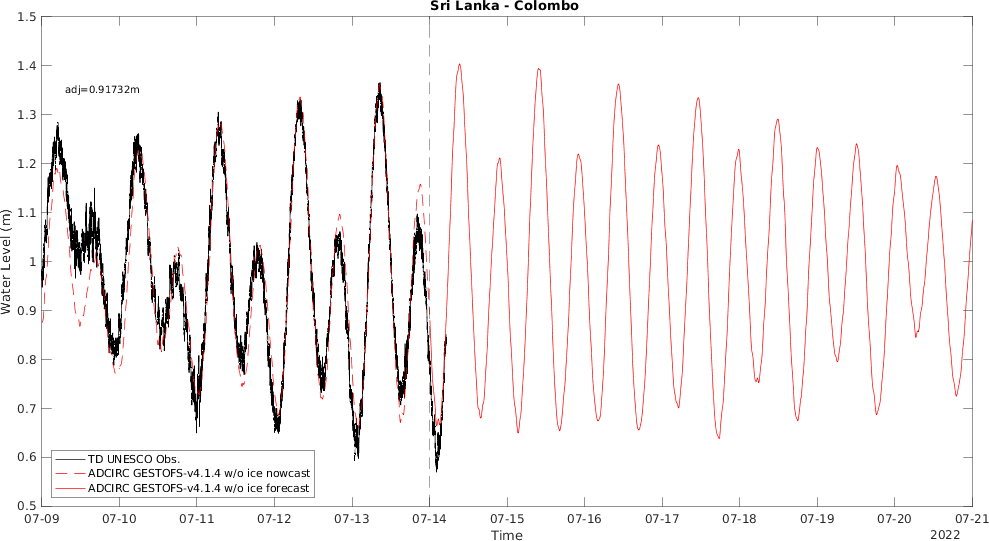 Sri Lanka - Colombo
1.5
1.4
1.3
1.2
1.1
1
0.9
0.8
0.7
0.6
0.5
Water Level (m)
adj=0.91732m
TD UNESCO Obs.
ADCIRC GESTOFS-v4.1.4 w/o ice nowcast
ADCIRC GESTOFS-v4.1.4 w/o ice forecast
07-09 07-10 07-11 07-12 07-13 07-14 07-15 07-16 07-17 07-18 07-19 07-20 07-21
Time
2022